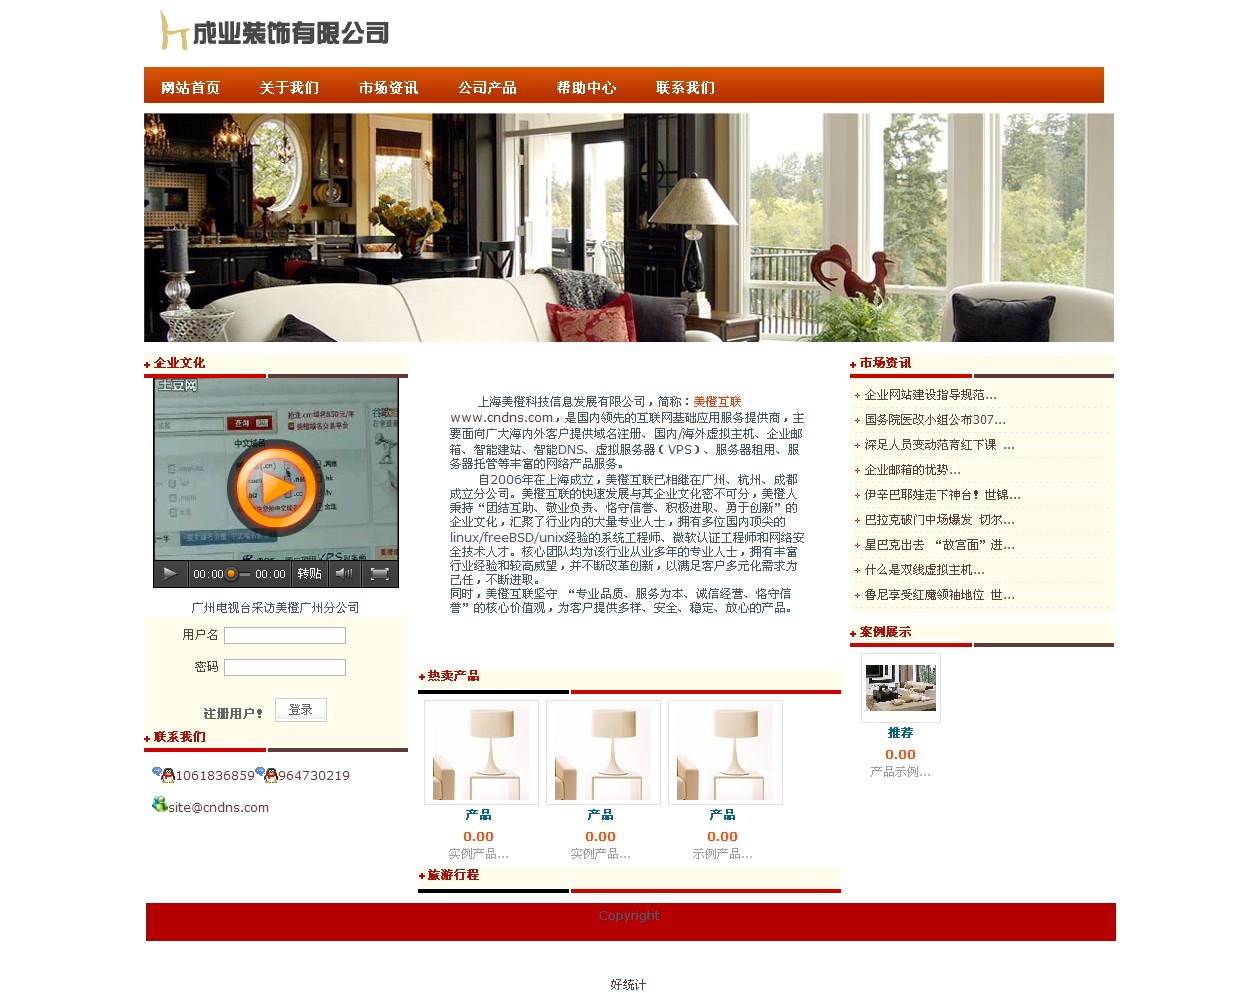 成业装饰有限公司
网站首页 关于我们 市场资讯 公司产品 帮助中心 联系我们
企业文化
土豆网
查询
中文域名
00:00 00:00 转贴
广州电视台采访美橙广州分公司
用户名
密码
注册用户! 登录
联系我们
1061836859 964730219
site@cndns.com
上海美橙科技信息发展有限公司，简称：美橙互联
www.cndns.com，是国内领先的互联网基础应用服务提供商，主
要面向广大海内外客户提供域名注册、国内/海外虚拟主机、企业邮
箱、智能建站、智能DNS、虚拟服务器（VPS）、服务器租用、服
务器托管等丰富的网络产品服务。
自2006年在上海成立，美橙互联已相继在广州、杭州、成都
成立分公司。美橙互联的快速发展与其企业文化密不可分，美橙人
秉持“团结互助、敬业负责、恪守信誉、积极进取、勇于创新”的
企业文化，汇聚了行业内的大量专业人士，拥有多位国内顶尖的
linux/freeBSD/unix经验的系统工程师、微软认证工程师和网络安
全技术人才。核心团队均为该行业从业多年的专业人士，拥有丰富
行业经验和较高威望，并不断改革创新，以满足客户多元化需求为
己任，不断进取。
同时，美橙互联坚守 “专业品质、服务为本、诚信经营、恪守信
誉”的核心价值观，为客户提供多样、安全、稳定、放心的产品。
热卖产品
产品 产品 产品
0.00 0.00 0.00
实例产品... 实例产品... 示例产品...
旅游行程
市场资讯
企业网站建设指导规范...
国务院医改小组公布307...
深足人员变动范育红下课 ...
企业邮箱的优势...
伊辛巴耶娃走下神台！世锦...
巴拉克破门中场爆发 切尔...
星巴克出去 “故宫面”进...
什么是双线虚拟主机...
鲁尼享受红魔领袖地位 世...
案例展示
推荐
0.00
产品示例...
Copyright
好统计